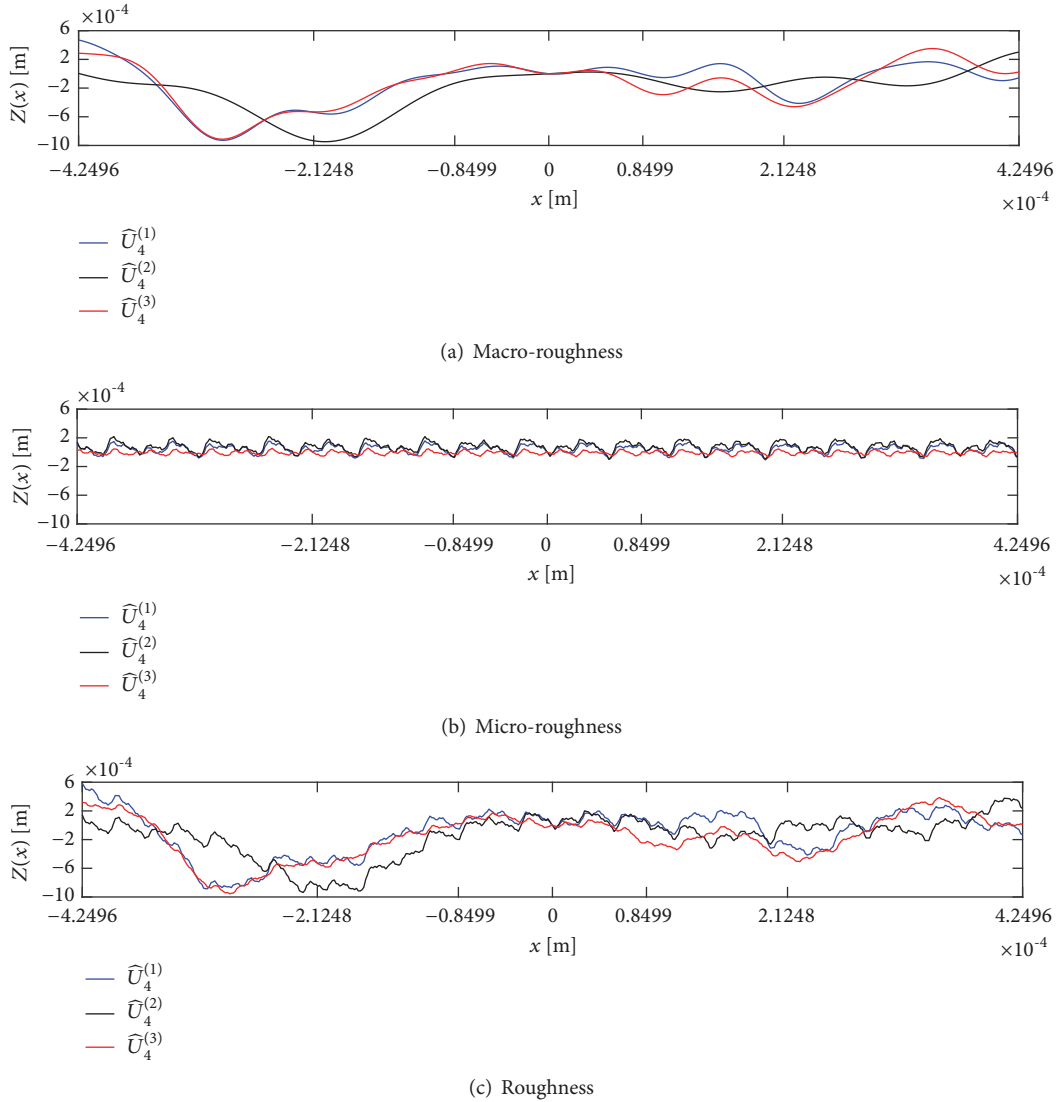 ×10⁻⁴
6
2
−2
−6
−10
Z(x) [m]
−4.2496 −2.1248 −0.8499 0 0.8499 2.1248 4.2496
x [m]
×10⁻⁴
Û₄⁽¹⁾
Û₄⁽²⁾
Û₄⁽³⁾
(a) Macro-roughness
×10⁻⁴
6
2
−2
−6
−10
Z(x) [m]
−4.2496 −2.1248 −0.8499 0 0.8499 2.1248 4.2496
x [m]
×10⁻⁴
Û₄⁽¹⁾
Û₄⁽²⁾
Û₄⁽³⁾
(b) Micro-roughness
×10⁻⁴
6
2
−2
−6
−10
Z(x) [m]
−4.2496 −2.1248 −0.8499 0 0.8499 2.1248 4.2496
x [m]
×10⁻⁴
Û₄⁽¹⁾
Û₄⁽²⁾
Û₄⁽³⁾
(c) Roughness